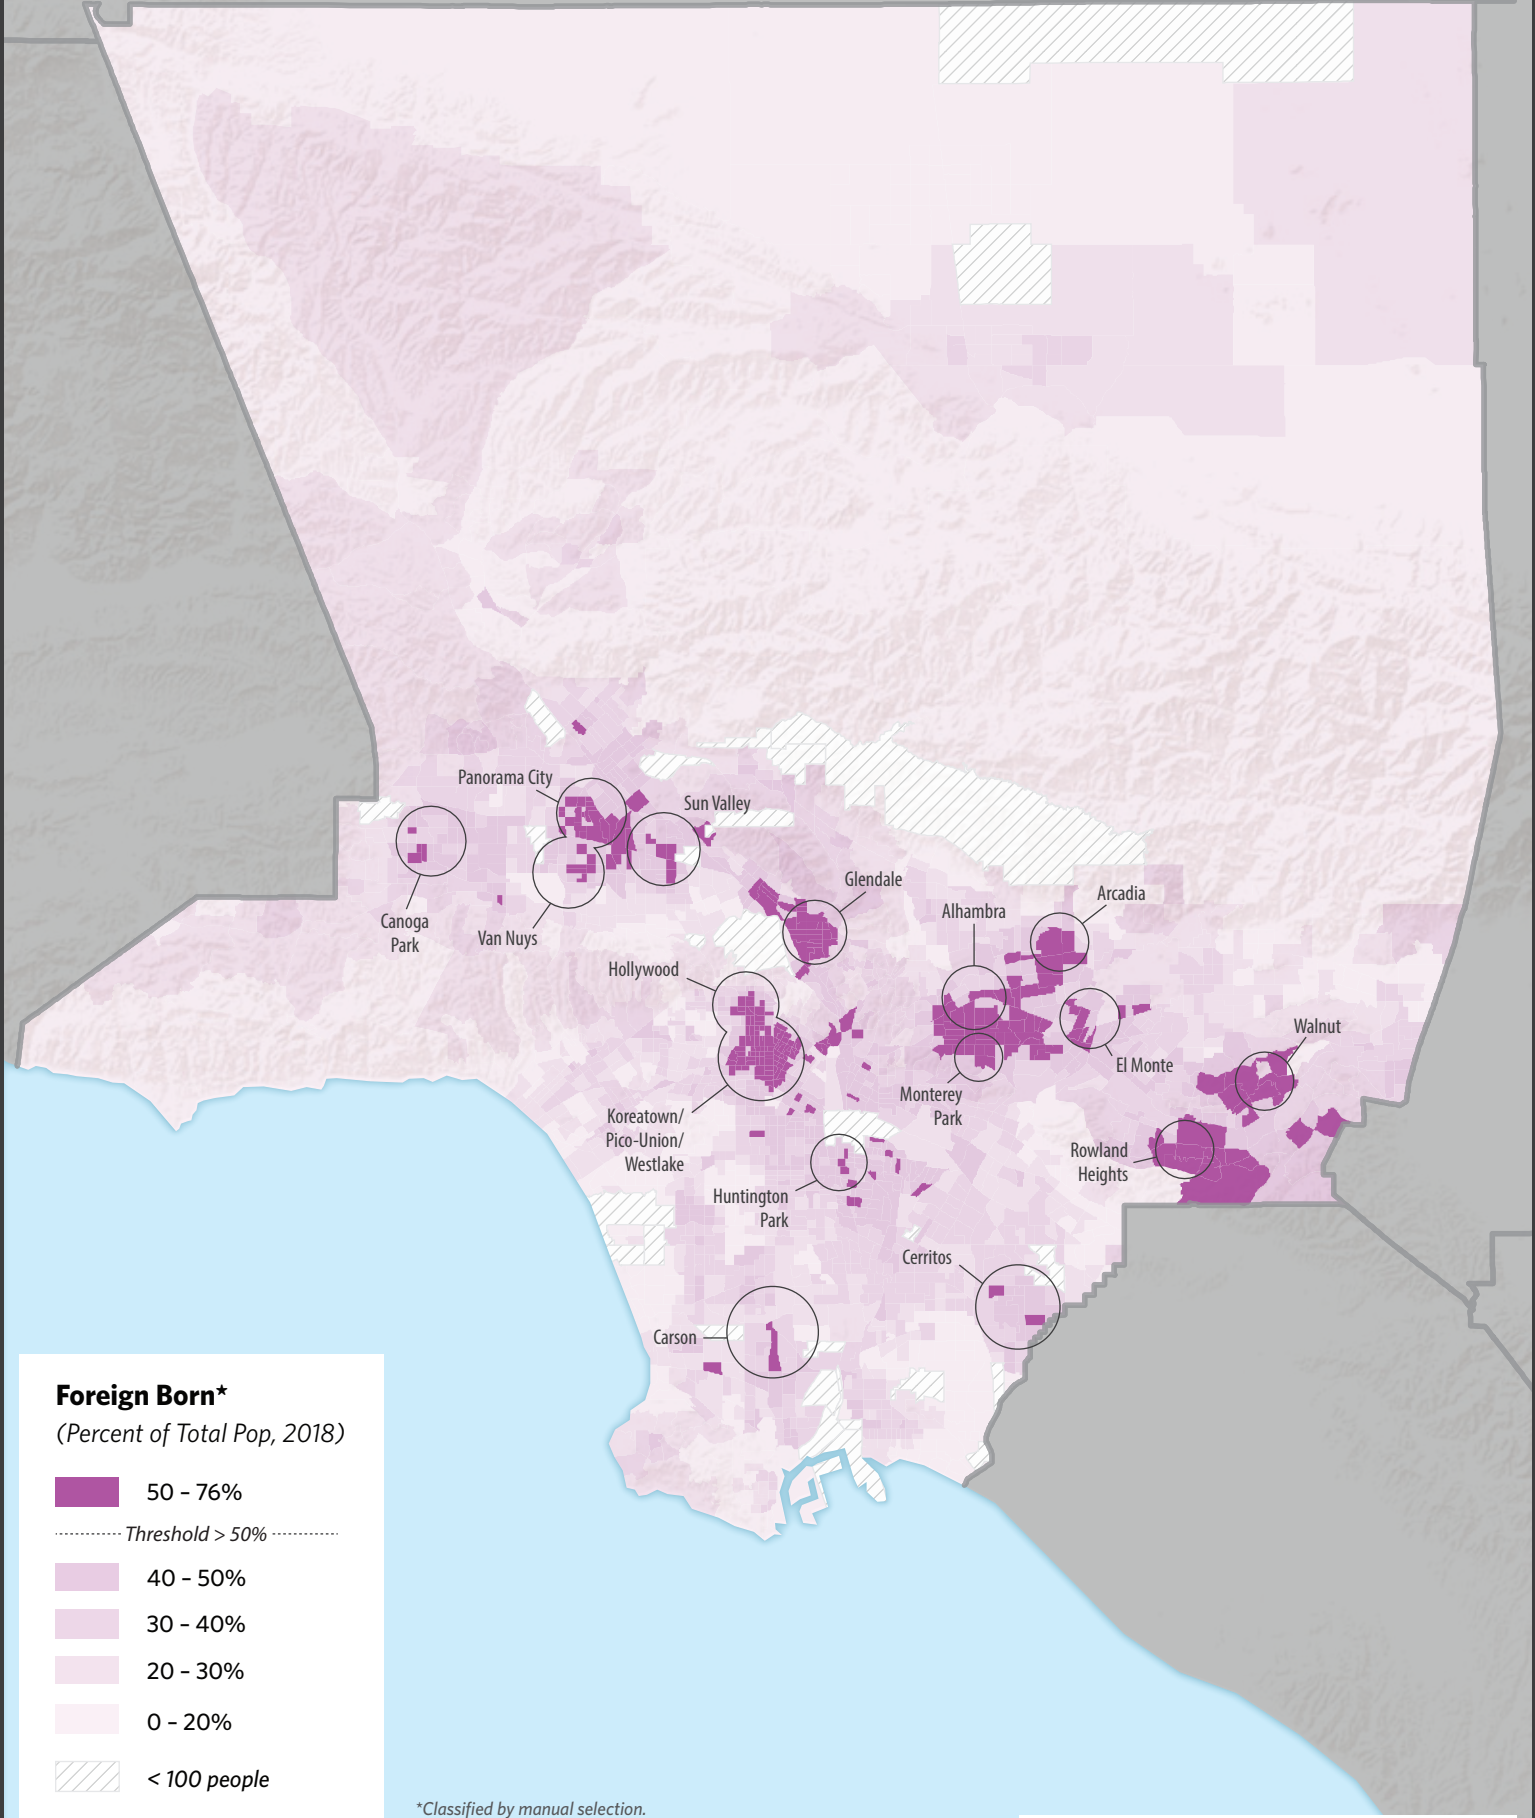 Panorama City
Sun Valley
Glendale
Arcadia
Alhambra
Canoga
Park
Van Nuys
Hollywood
Walnut
El Monte
Monterey
Park
Koreatown/
Pico-Union/
Westlake
Rowland
Heights
Huntington
Park
Cerritos
Carson
Foreign Born*
(Percent of Total Pop, 2018)
50 - 76%
Threshold > 50%
40 - 50%
30 - 40%
20 - 30%
0 - 20%
< 100 people
*Classified by manual selection.